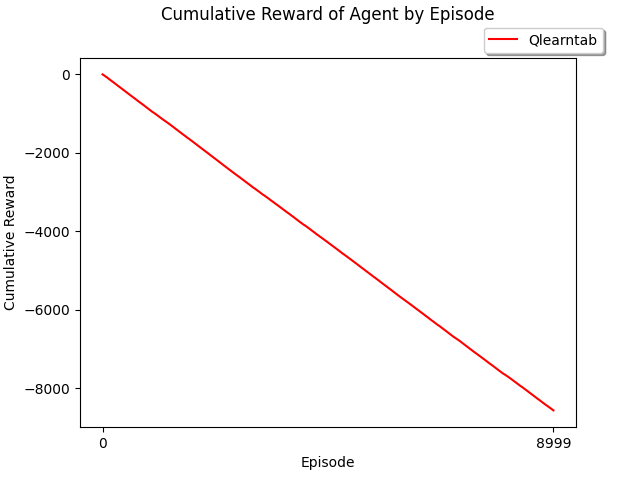 Cumulative Reward of Agent by Episode
Qlearntab
0
−2000
−4000
−6000
−8000
Cumulative Reward
0
8999
Episode